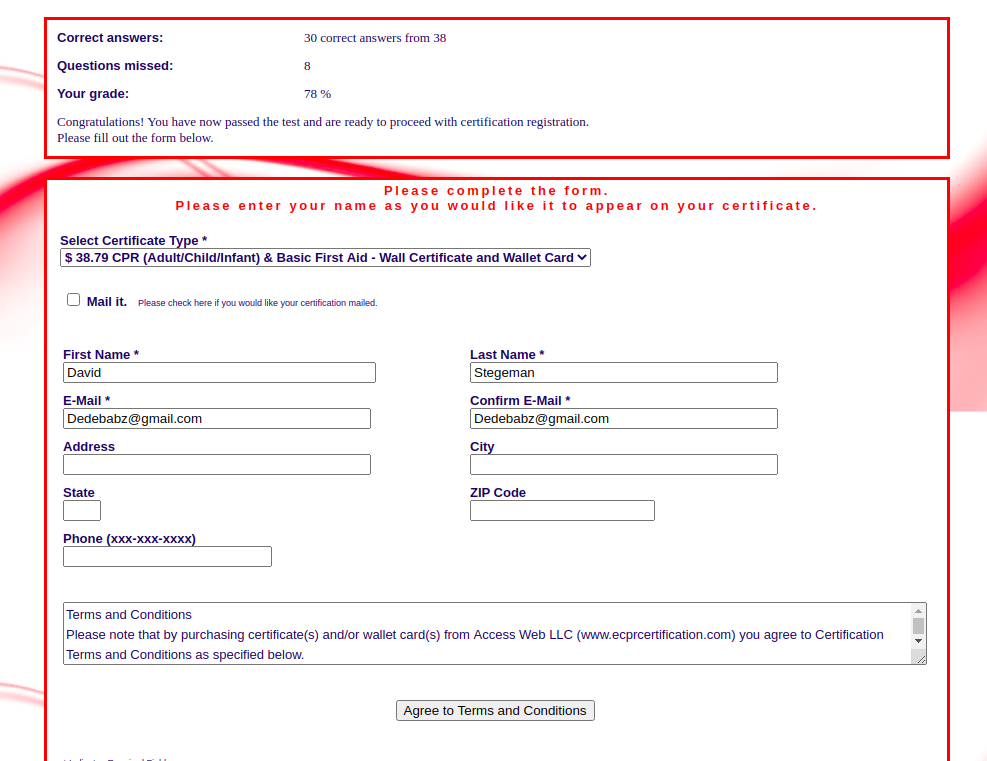 Correct answers: 30 correct answers from 38
Questions missed: 8
Your grade: 78 %
Congratulations! You have now passed the test and are ready to proceed with certification registration.
Please fill out the form below.
Please complete the form.
Please enter your name as you would like it to appear on your certificate.
Select Certificate Type *
$ 38.79 CPR (Adult/Child/Infant) & Basic First Aid - Wall Certificate and Wallet Card
Mail it. Please check here if you would like your certification mailed.
First Name * Last Name *
David Stegeman
E-Mail * Confirm E-Mail *
Dedebabz@gmail.com Dedebabz@gmail.com
Address City
State ZIP Code
Phone (xxx-xxx-xxxx)
Terms and Conditions
Please note that by purchasing certificate(s) and/or wallet card(s) from Access Web LLC (www.ecprcertification.com) you agree to Certification
Terms and Conditions as specified below.
Agree to Terms and Conditions